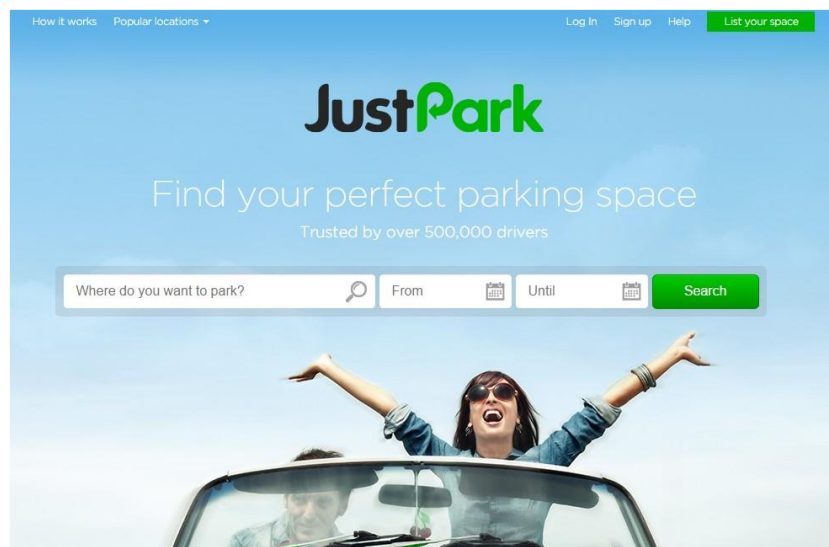 How it works Popular locations Log In Sign up Help List your space
JustPark
Find your perfect parking space
Trusted by over 500,000 drivers
Where do you want to park? From Until Search